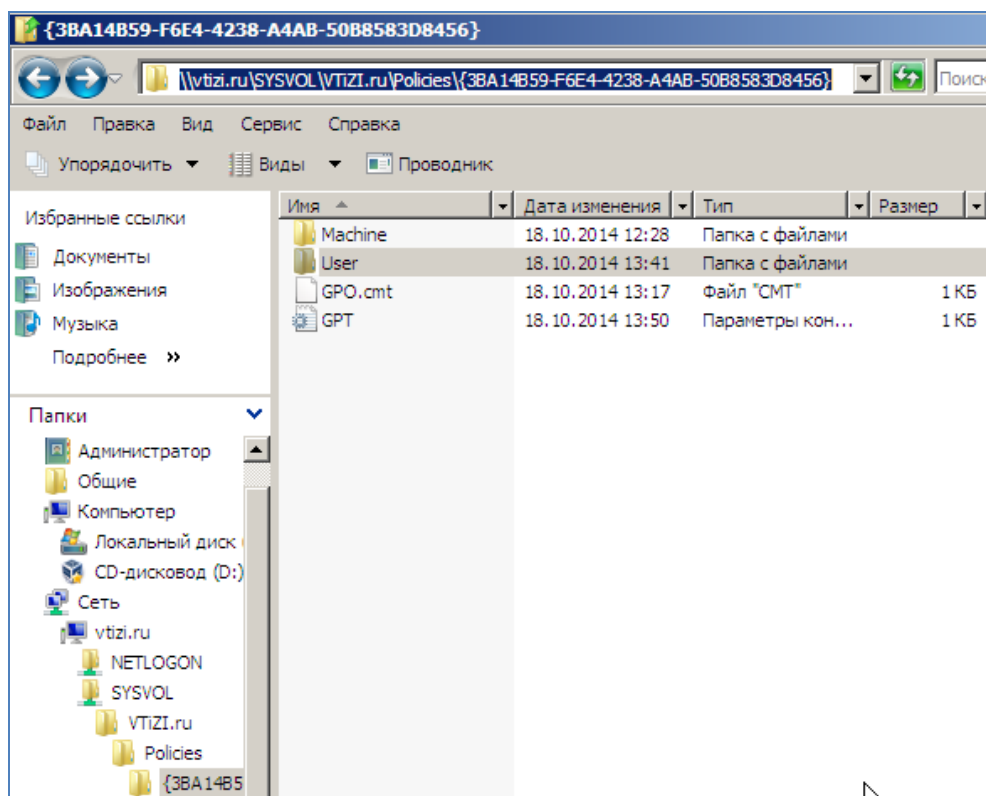 {3BA14B59-F6E4-4238-A4AB-50B8583D8456}
\\vtizi.ru\SYSVOL\VTiZI.ru\Policies\{3BA14B59-F6E4-4238-A4AB-50B8583D8456} Поиск
Файл Правка Вид Сервис Справка
Упорядочить Виды Проводник
Избранные ссылки
Документы
Изображения
Музыка
Подробнее »
Имя Дата изменения Тип Размер
Machine 18.10.2014 12:28 Папка с файлами
User 18.10.2014 13:41 Папка с файлами
GPO.cmt 18.10.2014 13:17 Файл "CMT" 1 КБ
GPT 18.10.2014 13:50 Параметры кон... 1 КБ
Папки
Администратор
Общие
Компьютер
Локальный диск
CD-дисковод (D:)
Сеть
vtizi.ru
NETLOGON
SYSVOL
VTiZI.ru
Policies
{3BA14B5